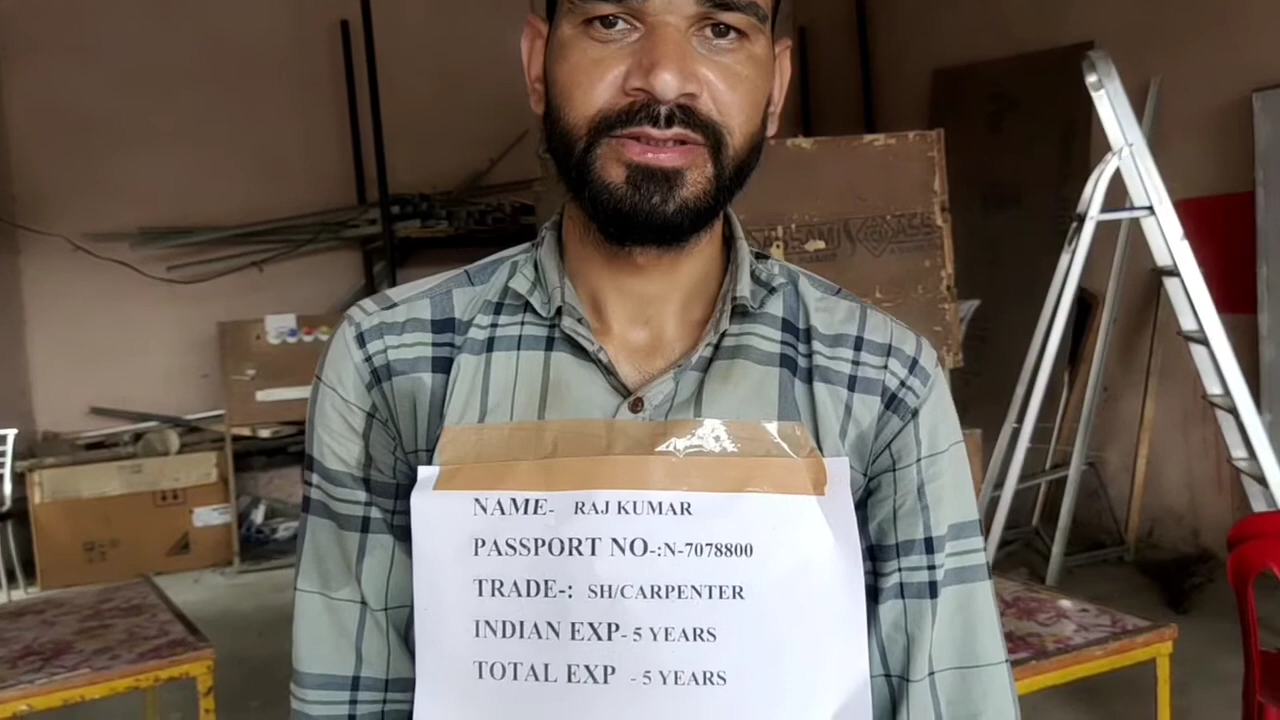 NAME- RAJ KUMAR
PASSPORT NO-:N-7078800
TRADE-: SH/CARPENTER
INDIAN EXP- 5 YEARS
TOTAL EXP - 5 YEARS